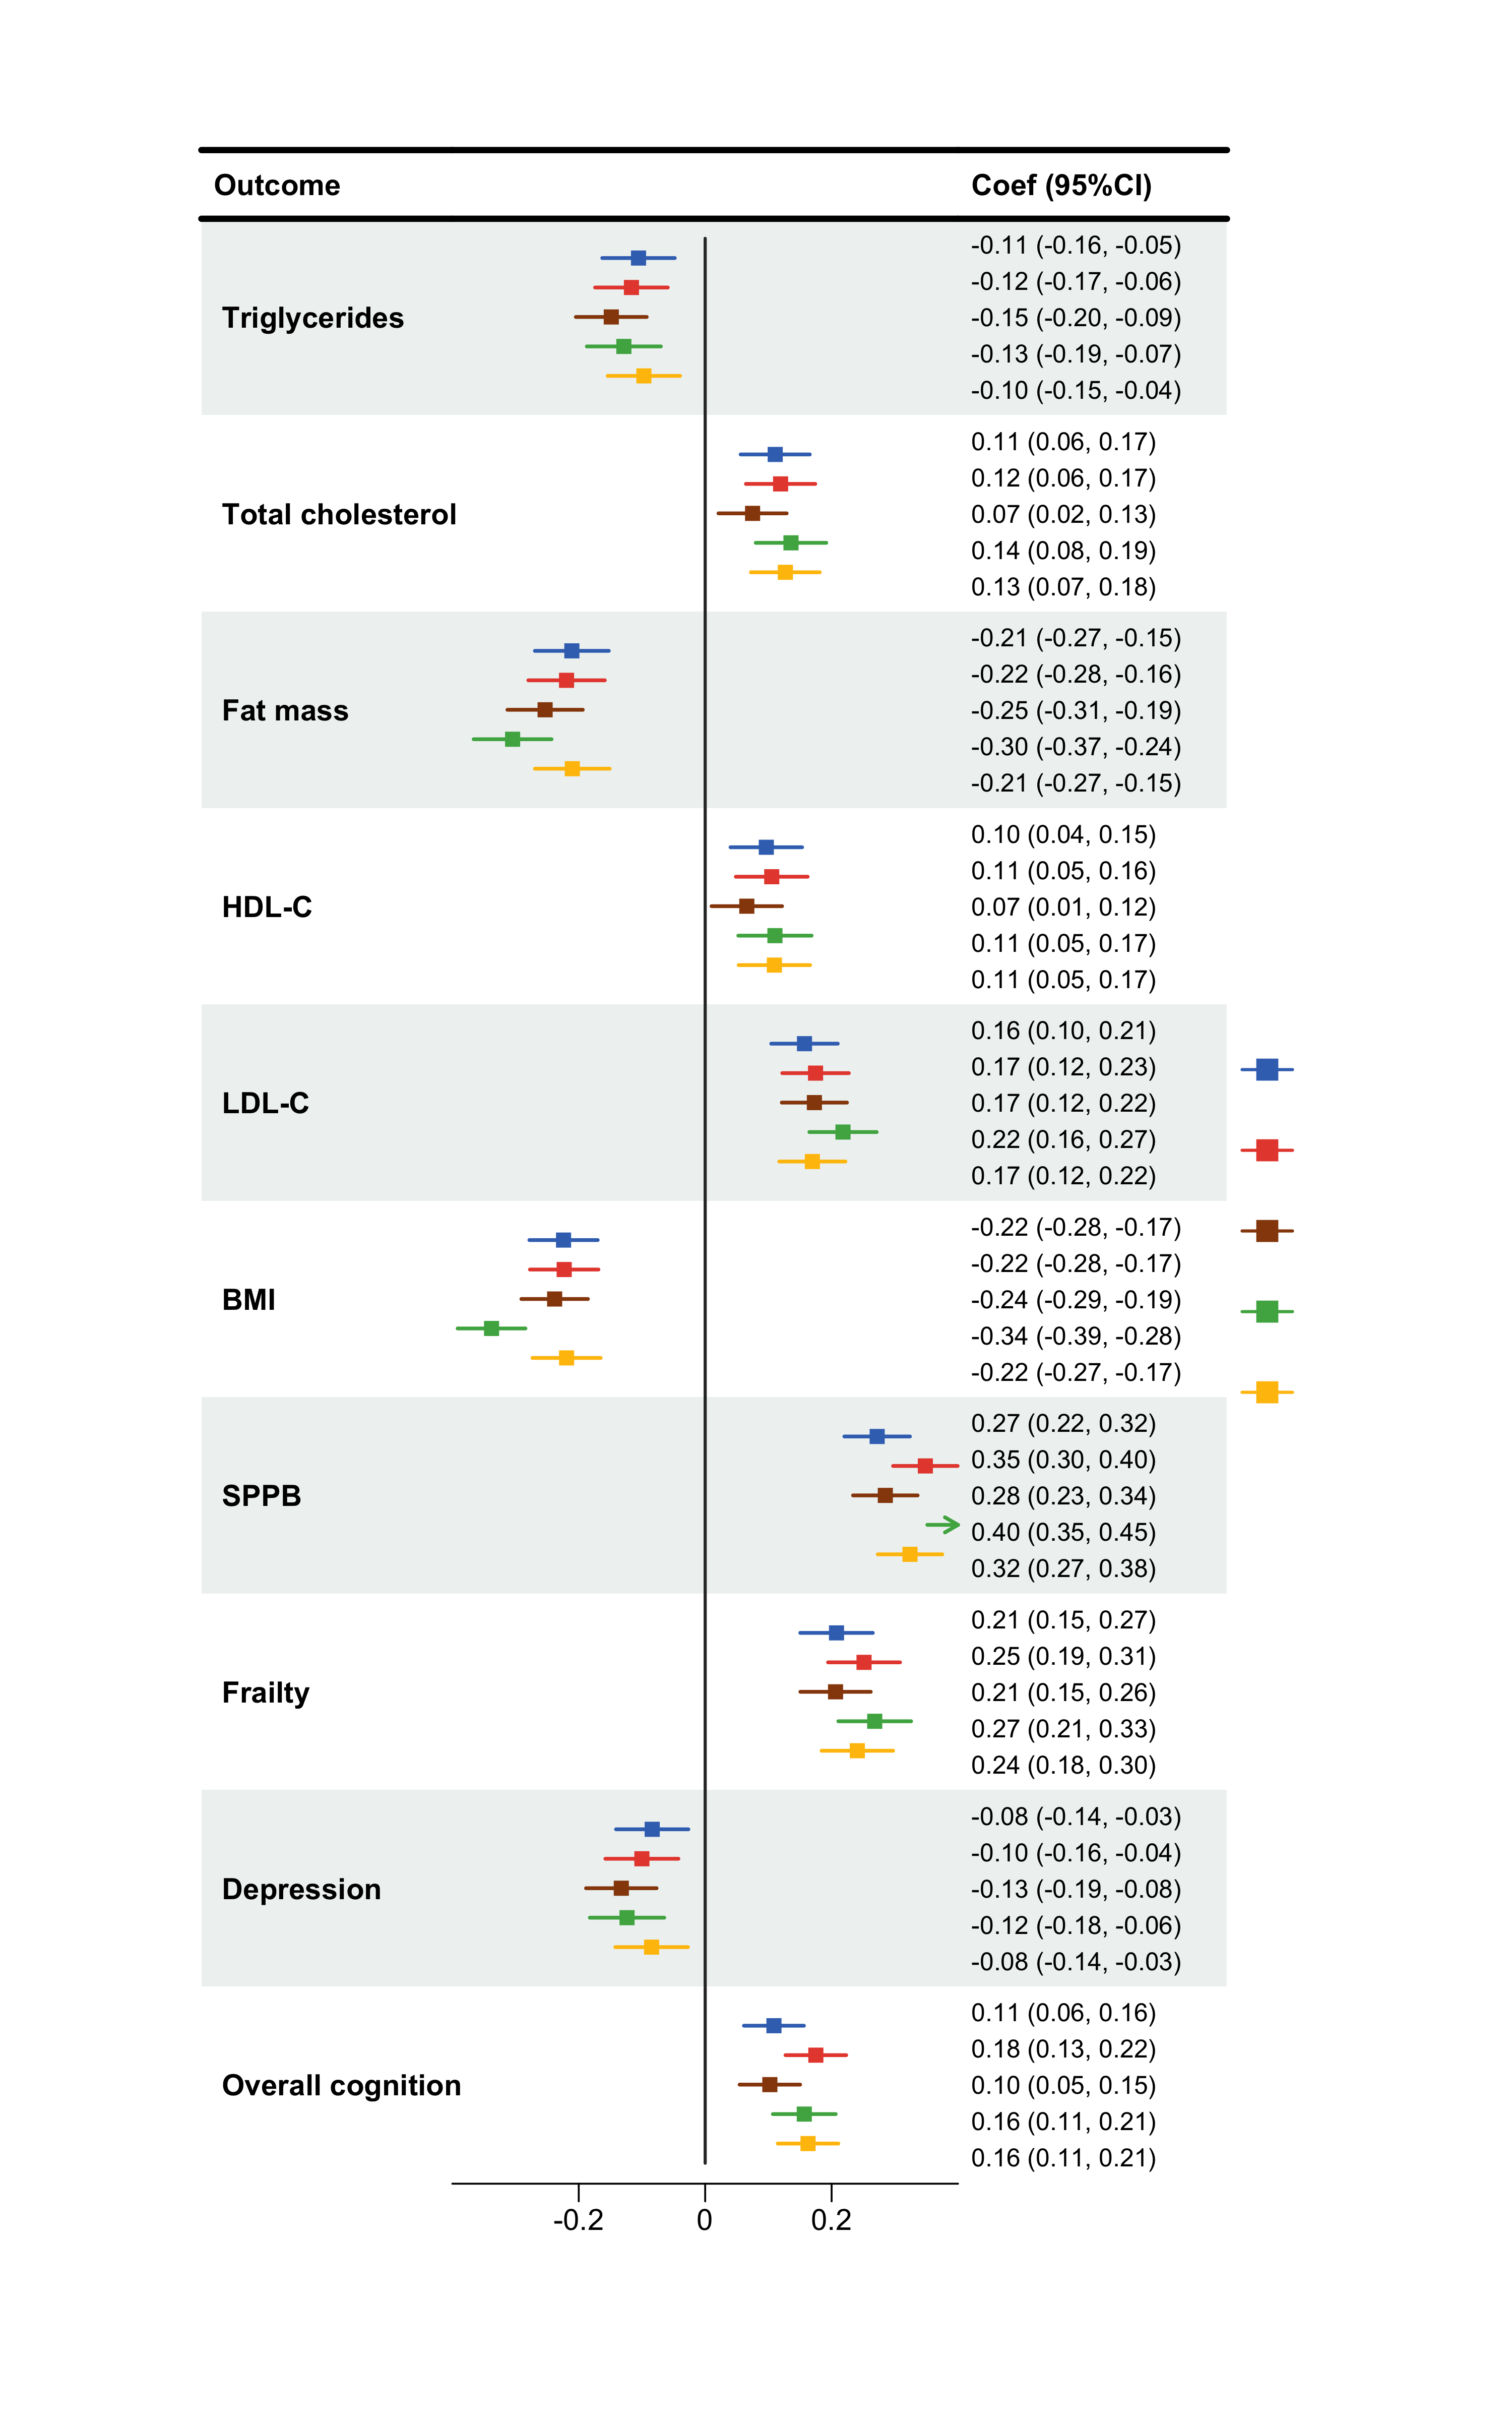 Outcome Coef (95%CI)
Triglycerides
-0.11 (-0.16, -0.05)
-0.12 (-0.17, -0.06)
-0.15 (-0.20, -0.09)
-0.13 (-0.19, -0.07)
-0.10 (-0.15, -0.04)
Total cholesterol
0.11 (0.06, 0.17)
0.12 (0.06, 0.17)
0.07 (0.02, 0.13)
0.14 (0.08, 0.19)
0.13 (0.07, 0.18)
Fat mass
-0.21 (-0.27, -0.15)
-0.22 (-0.28, -0.16)
-0.25 (-0.31, -0.19)
-0.30 (-0.37, -0.24)
-0.21 (-0.27, -0.15)
HDL-C
0.10 (0.04, 0.15)
0.11 (0.05, 0.16)
0.07 (0.01, 0.12)
0.11 (0.05, 0.17)
0.11 (0.05, 0.17)
LDL-C
0.16 (0.10, 0.21)
0.17 (0.12, 0.23)
0.17 (0.12, 0.22)
0.22 (0.16, 0.27)
0.17 (0.12, 0.22)
BMI
-0.22 (-0.28, -0.17)
-0.22 (-0.28, -0.17)
-0.24 (-0.29, -0.19)
-0.34 (-0.39, -0.28)
-0.22 (-0.27, -0.17)
SPPB
0.27 (0.22, 0.32)
0.35 (0.30, 0.40)
0.28 (0.23, 0.34)
0.40 (0.35, 0.45)
0.32 (0.27, 0.38)
Frailty
0.21 (0.15, 0.27)
0.25 (0.19, 0.31)
0.21 (0.15, 0.26)
0.27 (0.21, 0.33)
0.24 (0.18, 0.30)
Depression
-0.08 (-0.14, -0.03)
-0.10 (-0.16, -0.04)
-0.13 (-0.19, -0.08)
-0.12 (-0.18, -0.06)
-0.08 (-0.14, -0.03)
Overall cognition
0.11 (0.06, 0.16)
0.18 (0.13, 0.22)
0.10 (0.05, 0.15)
0.16 (0.11, 0.21)
0.16 (0.11, 0.21)
-0.2 0 0.2